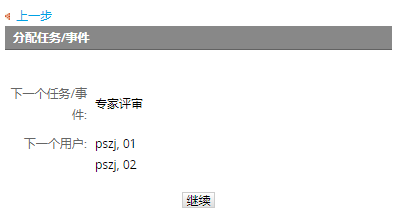 上一步
分配任务/事件
下一个任务/事
件:
专家评审
下一个用户: pszj, 01
pszj, 02
继续